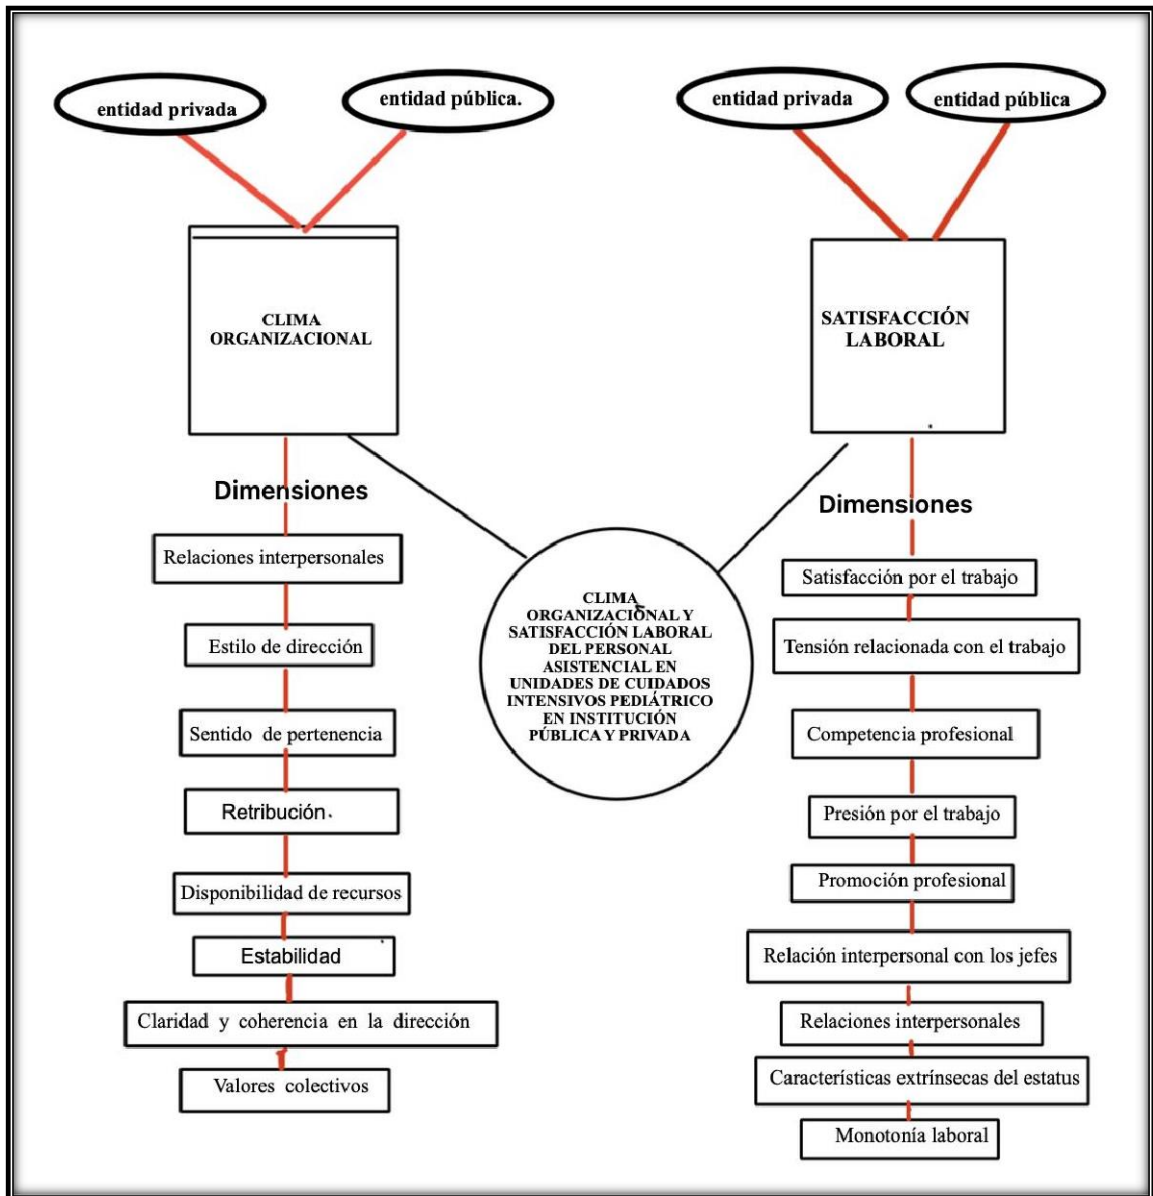 entidad privada
entidad pública.
entidad privada
entidad pública
CLIMA
ORGANIZACIONAL
SATISFACCIÓN
LABORAL
Dimensiones
Relaciones interpersonales
Estilo de dirección
Sentido de pertenencia
Retribución.
Disponibilidad de recursos
Estabilidad
Claridad y coherencia en la dirección
Valores colectivos
CLIMA
ORGANIZACIONAL Y
SATISFACCIÓN LABORAL
DEL PERSONAL
ASISTENCIAL EN
UNIDADES DE CUIDADOS
INTENSIVOS PEDIÁTRICO
EN INSTITUCIÓN
PÚBLICA Y PRIVADA
Dimensiones
Satisfacción por el trabajo
Tensión relacionada con el trabajo
Competencia profesional
Presión por el trabajo
Promoción profesional
Relación interpersonal con los jefes
Relaciones interpersonales
Características extrínsecas del estatus
Monotonía laboral